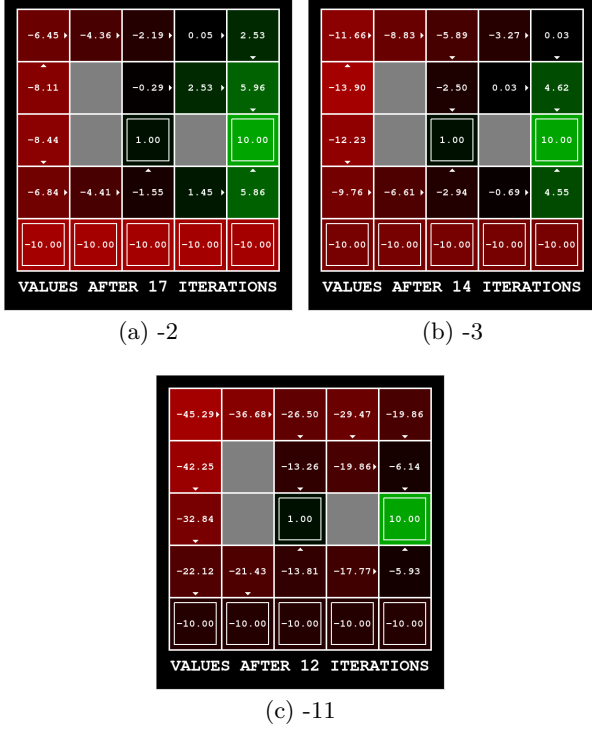 -6.45 -4.36 -2.19 0.05 2.53
-8.11 -0.29 2.53 5.96
-8.44 1.00 10.00
-6.84 -4.41 -1.55 1.45 5.86
-10.00 -10.00 -10.00 -10.00 -10.00
VALUES AFTER 17 ITERATIONS
(a) -2
-11.66 -8.83 -5.89 -3.27 0.03
-13.90 -2.50 0.03 4.62
-12.23 1.00 10.00
-9.76 -6.61 -2.94 -0.69 4.55
-10.00 -10.00 -10.00 -10.00 -10.00
VALUES AFTER 14 ITERATIONS
(b) -3
-45.29 -36.68 -26.50 -29.47 -19.86
-42.25 -13.26 -19.86 -6.14
-32.84 1.00 10.00
-22.12 -21.43 -13.81 -17.77 -5.93
-10.00 -10.00 -10.00 -10.00 -10.00
VALUES AFTER 12 ITERATIONS
(c) -11